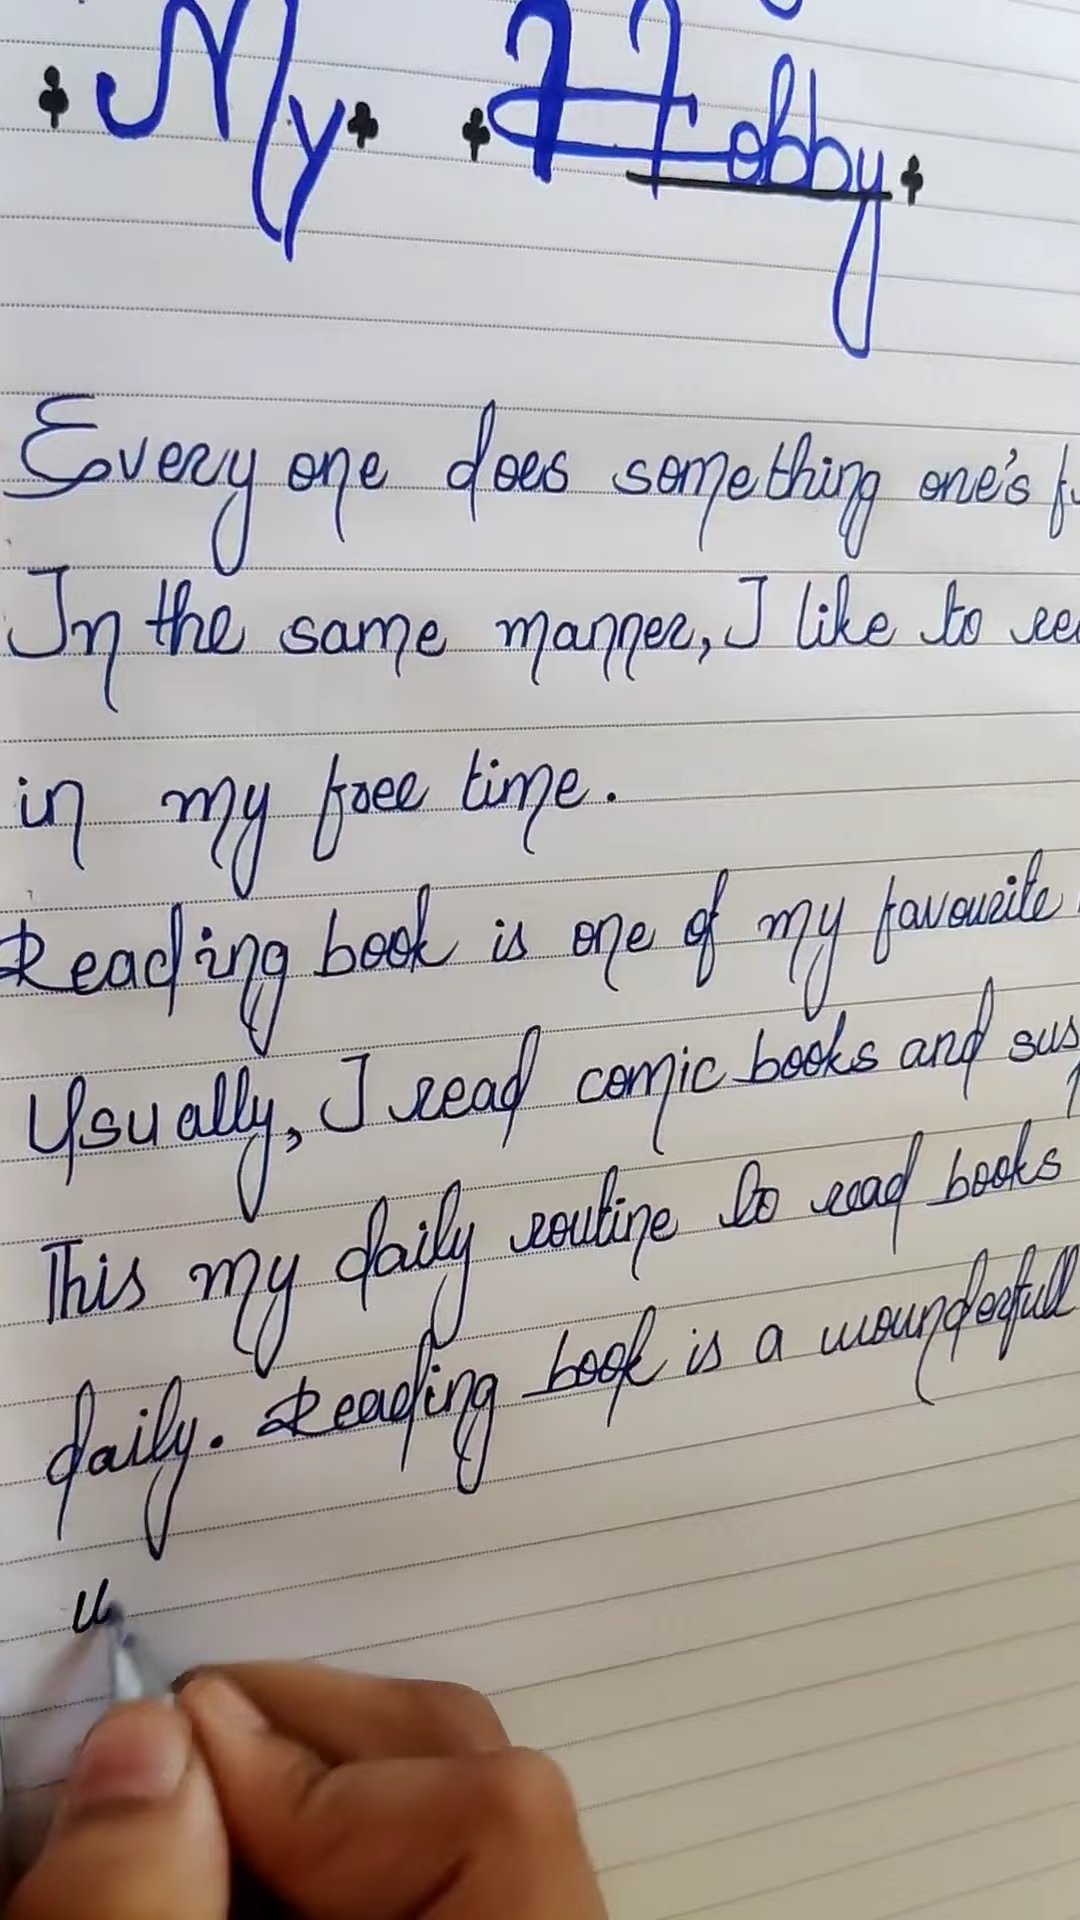 My Hobby
Every one does something one's
In the same manner, I like to
in my free time.
Reading book is one of my favourite
Usually, I read comic books and
This my daily routine to read books
daily. Reading book is a wounderfull